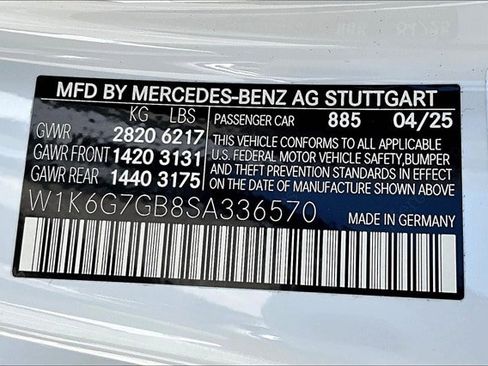 MFD BY MERCEDES-BENZ AG STUTTGART
KG LBS
GVWR 2820 6217
GAWR FRONT 1420 3131
GAWR REAR 1440 3175
PASSENGER CAR 885 04/25
THIS VEHICLE CONFORMS TO ALL APPLICABLE
U.S. FEDERAL MOTOR VEHICLE SAFETY, BUMPER
AND THEFT PREVENTION STANDARDS IN EFFECT
ON THE DATE OF MANUFACTURE SHOWN ABOVE.
W1K6G7GB8SA336570
MADE IN GERMANY